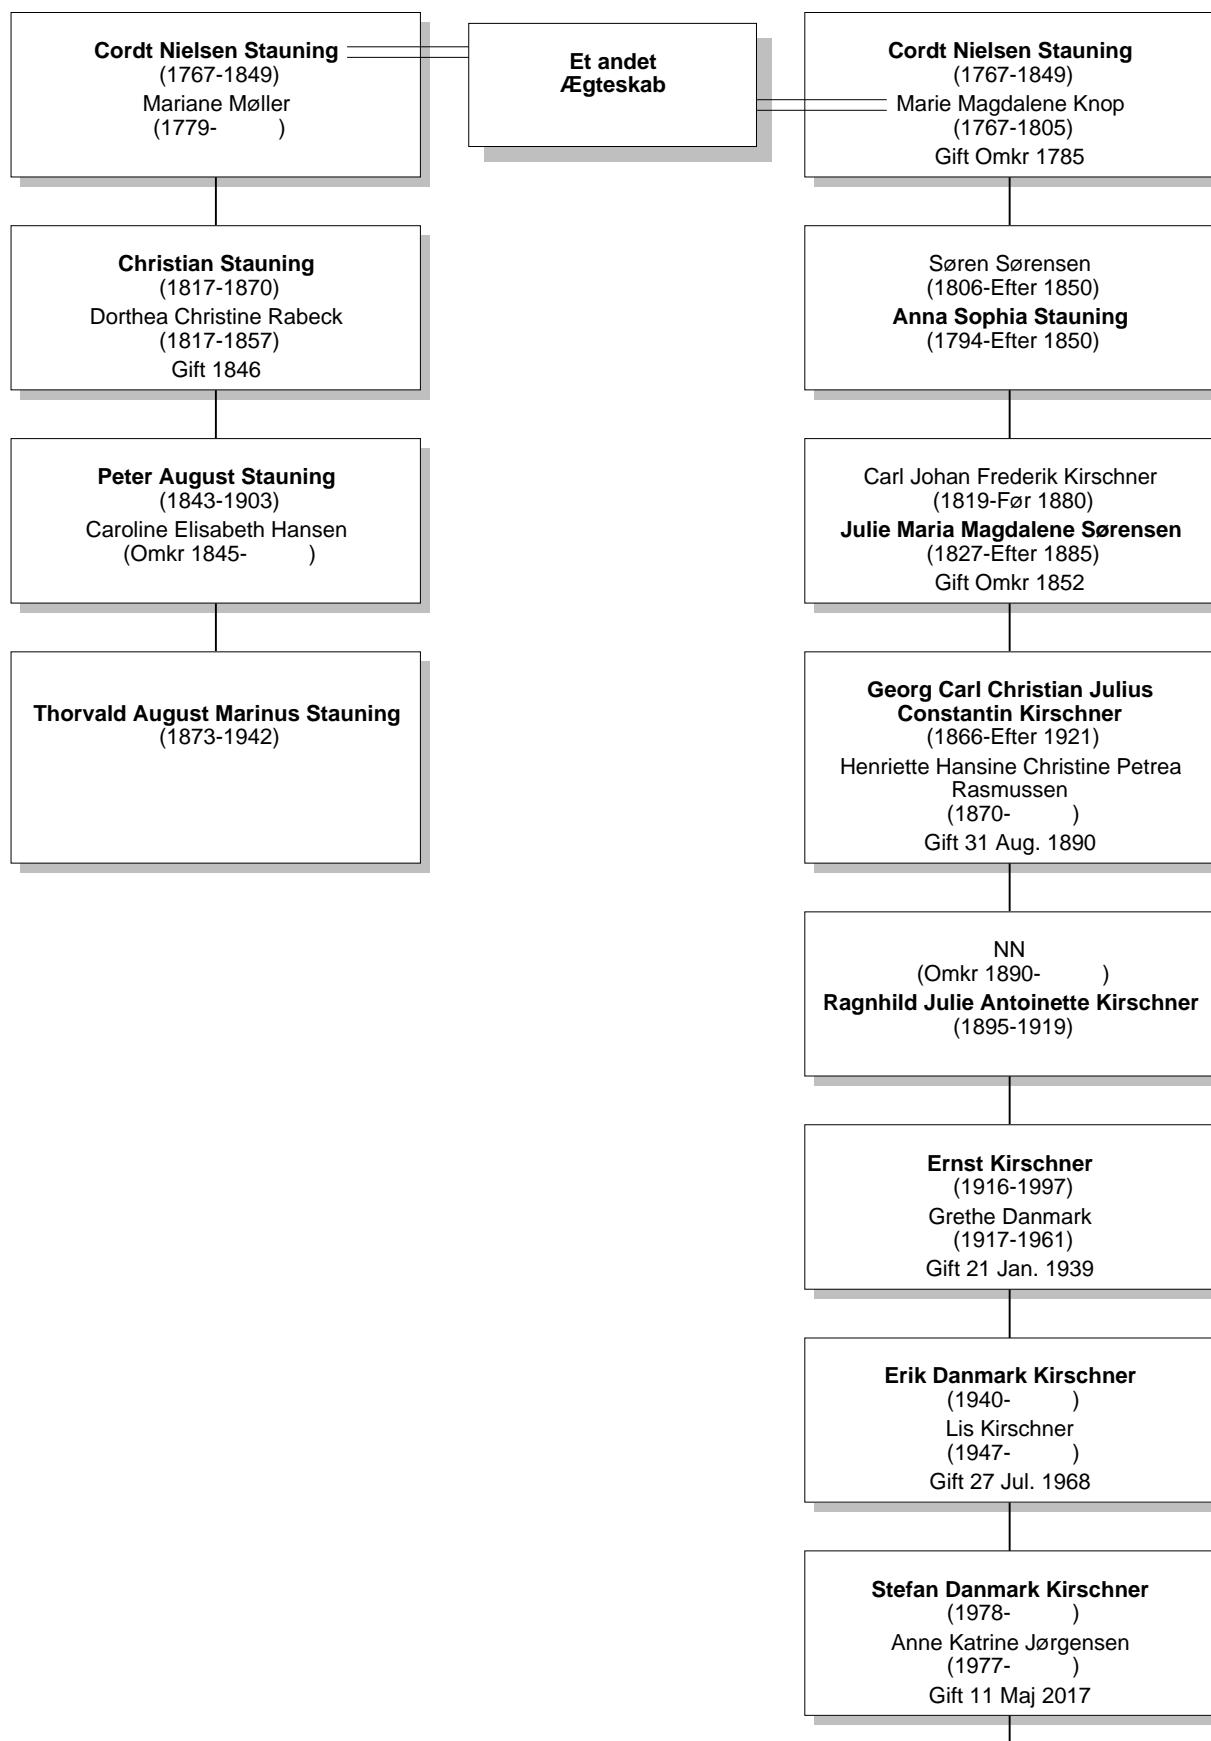 Cordt Nielsen Stauning
(1767-1849)
Mariane Møller
(1779- )
Et andet
Ægteskab
Cordt Nielsen Stauning
(1767-1849)
Marie Magdalene Knop
(1767-1805)
Gift Omkr 1785
Christian Stauning
(1817-1870)
Dorthea Christine Rabeck
(1817-1857)
Gift 1846
Søren Sørensen
(1806-Efter 1850)
Anna Sophia Stauning
(1794-Efter 1850)
Peter August Stauning
(1843-1903)
Caroline Elisabeth Hansen
(Omkr 1845- )
Carl Johan Frederik Kirschner
(1819-Før 1880)
Julie Maria Magdalene Sørensen
(1827-Efter 1885)
Gift Omkr 1852
Thorvald August Marinus Stauning
(1873-1942)
Georg Carl Christian Julius
Constantin Kirschner
(1866-Efter 1921)
Henriette Hansine Christine Petrea
Rasmussen
(1870- )
Gift 31 Aug. 1890
NN
(Omkr 1890- )
Ragnhild Julie Antoinette Kirschner
(1895-1919)
Ernst Kirschner
(1916-1997)
Grethe Danmark
(1917-1961)
Gift 21 Jan. 1939
Erik Danmark Kirschner
(1940- )
Lis Kirschner
(1947- )
Gift 27 Jul. 1968
Stefan Danmark Kirschner
(1978- )
Anne Katrine Jørgensen
(1977- )
Gift 11 Maj 2017